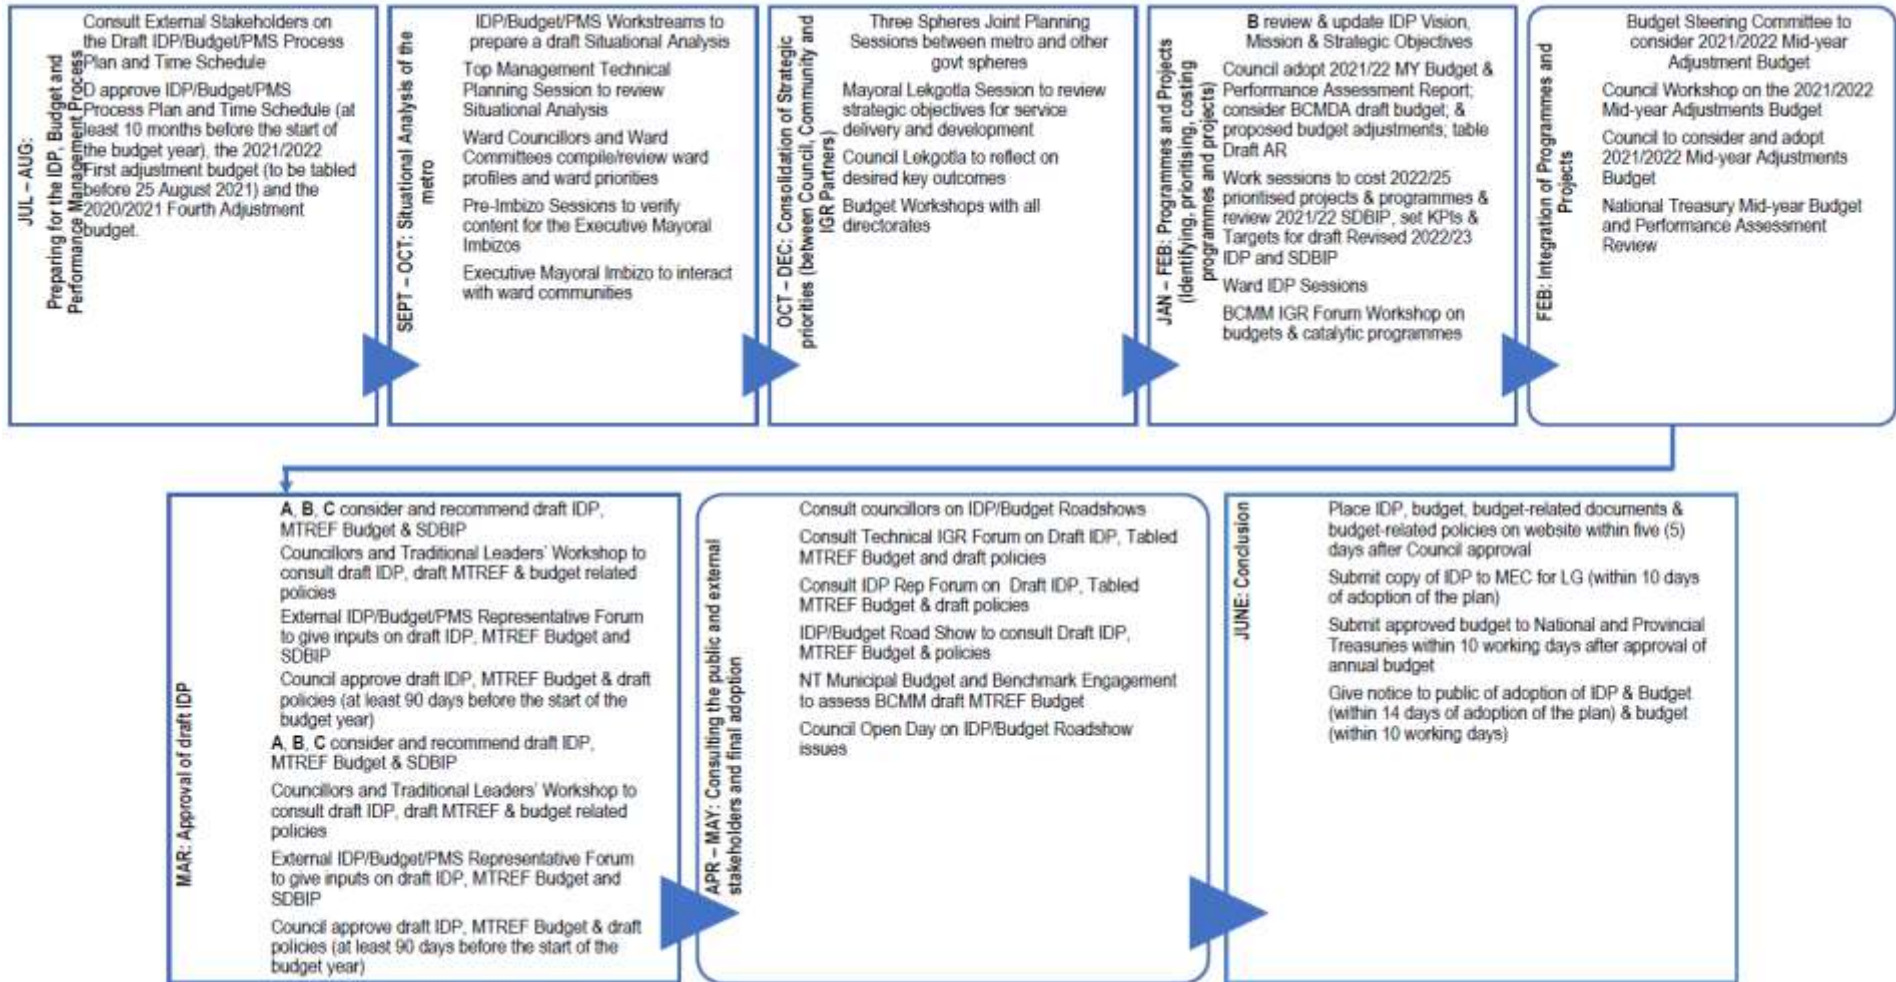 JUL – AUG:
Preparing for the IDP, Budget and
Performance Management Process
Consult External Stakeholders on
the Draft IDP/Budget/PMS Process
Plan and Time Schedule
D approve IDP/Budget/PMS
Process Plan and Time Schedule (at
least 10 months before the start of
the budget year), the 2021/2022
First adjustment budget (to be tabled
before 25 August 2021) and the
2020/2021 Fourth Adjustment
budget.
SEPT – OCT: Situational Analysis of the
metro
IDP/Budget/PMS Workstreams to
prepare a draft Situational Analysis
Top Management Technical
Planning Session to review
Situational Analysis
Ward Councillors and Ward
Committees compile/review ward
profiles and ward priorities
Pre-Imbizo Sessions to verify
content for the Executive Mayoral
Imbizos
Executive Mayoral Imbizo to interact
with ward communities
OCT – DEC: Consolidation of Strategic
priorities (between Council, Community and
IGR Partners)
Three Spheres Joint Planning
Sessions between metro and other
govt spheres
Mayoral Lekgotla Session to review
strategic objectives for service
delivery and development
Council Lekgotla to reflect on
desired key outcomes
Budget Workshops with all
directorates
JAN – FEB: Programmes and Projects
(Identifying, prioritising, costing
programmes and projects)
B review & update IDP Vision,
Mission & Strategic Objectives
Council adopt 2021/22 MY Budget &
Performance Assessment Report;
consider BCMDA draft budget; &
proposed budget adjustments; table
Draft AR
Work sessions to cost 2022/25
prioritised projects & programmes &
review 2021/22 SDBIP, set KPIs &
Targets for draft Revised 2022/23
IDP and SDBIP
Ward IDP Sessions
BCMM IGR Forum Workshop on
budgets & catalytic programmes
FEB: Integration of Programmes and
Projects
Budget Steering Committee to
consider 2021/2022 Mid-year
Adjustment Budget
Council Workshop on the 2021/2022
Mid-year Adjustments Budget
Council to consider and adopt
2021/2022 Mid-year Adjustments
Budget
National Treasury Mid-year Budget
and Performance Assessment
Review
MAR: Approval of draft IDP
A, B, C consider and recommend draft IDP,
MTREF Budget & SDBIP
Councillors and Traditional Leaders' Workshop to
consult draft IDP, draft MTREF & budget related
policies
External IDP/Budget/PMS Representative Forum
to give inputs on draft IDP, MTREF Budget and
SDBIP
Council approve draft IDP, MTREF Budget & draft
policies (at least 90 days before the start of the
budget year)
A, B, C consider and recommend draft IDP,
MTREF Budget & SDBIP
Councillors and Traditional Leaders' Workshop to
consult draft IDP, draft MTREF & budget related
policies
External IDP/Budget/PMS Representative Forum
to give inputs on draft IDP, MTREF Budget and
SDBIP
Council approve draft IDP, MTREF Budget & draft
policies (at least 90 days before the start of the
budget year)
APR – MAY: Consulting the public and external
stakeholders and final adoption
Consult councillors on IDP/Budget Roadshows
Consult Technical IGR Forum on Draft IDP, Tabled
MTREF Budget and draft policies
Consult IDP Rep Forum on Draft IDP, Tabled
MTREF Budget & draft policies
IDP/Budget Road Show to consult Draft IDP,
MTREF Budget & policies
NT Municipal Budget and Benchmark Engagement
to assess BCMM draft MTREF Budget
Council Open Day on IDP/Budget Roadshow
issues
JUNE: Conclusion
Place IDP, budget, budget-related documents &
budget-related policies on website within five (5)
days after Council approval
Submit copy of IDP to MEC for LG (within 10 days
of adoption of the plan)
Submit approved budget to National and Provincial
Treasuries within 10 working days after approval of
annual budget
Give notice to public of adoption of IDP & Budget
(within 14 days of adoption of the plan) & budget
(within 10 working days)